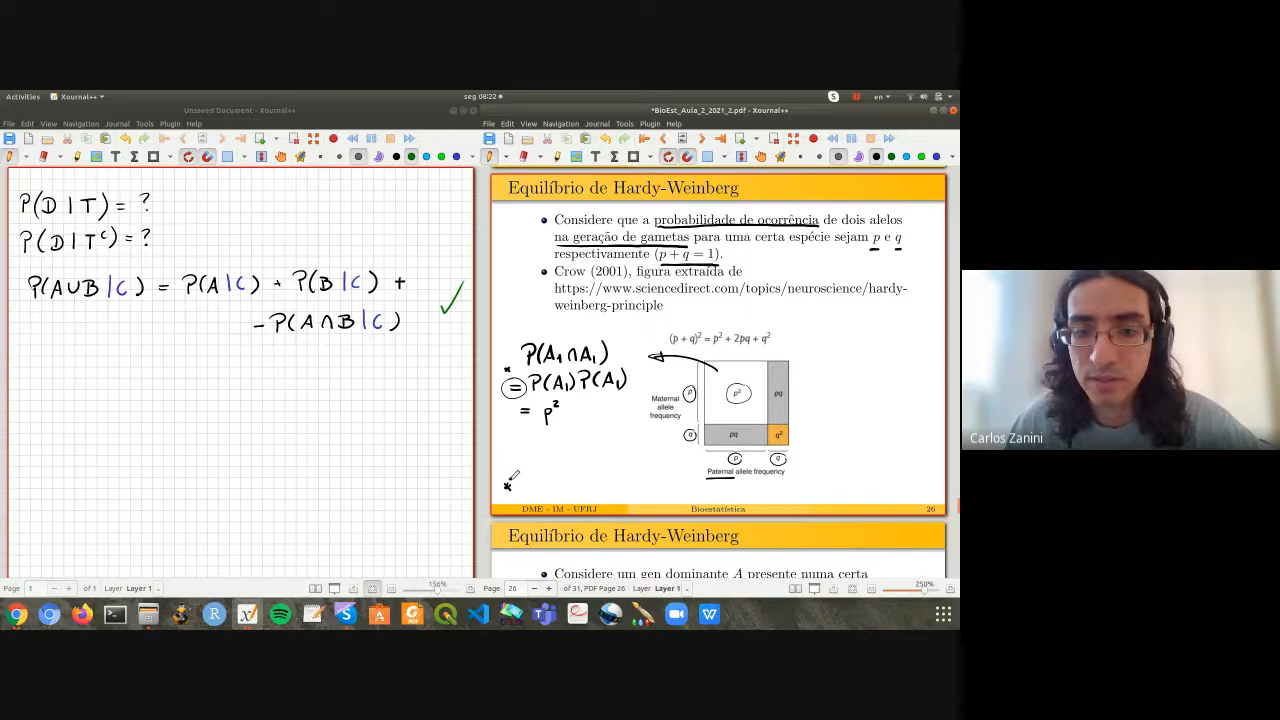 Activities Xournal++ seg 08:22 en
Unsaved Document - Xournal++
File Edit View Navigation Journal Tools Plugin Help
P(D|T) = ?
P(D|Tᶜ) = ?
P(A∪B|C) = P(A|C) + P(B|C) +
- P(A∩B|C) ✓
Page 1 of 1 Layer Layer 1 156%
*BioEst_Aula_2_2021_2.pdf - Xournal++
File Edit View Navigation Journal Tools Plugin Help
Equilíbrio de Hardy-Weinberg
Considere que a probabilidade de ocorrência de dois alelos
na geração de gametas para uma certa espécie sejam p e q
respectivamente (p + q = 1).
Crow (2001), figura extraída de
https://www.sciencedirect.com/topics/neuroscience/hardy-
weinberg-principle
(p + q)² = p² + 2pq + q²
P(A₁∩A₁)
* = P(A₁)P(A₁)
= p²
*
Maternal
allele
frequency
p
q
p²
pq
pq
q²
p
q
Paternal allele frequency
DME - IM - UFRJ Bioestatística 26
Equilíbrio de Hardy-Weinberg
Considere um gen dominante A presente numa certa
Page 26 of 31, PDF Page 26 Layer Layer 1 250%
Carlos Zanini